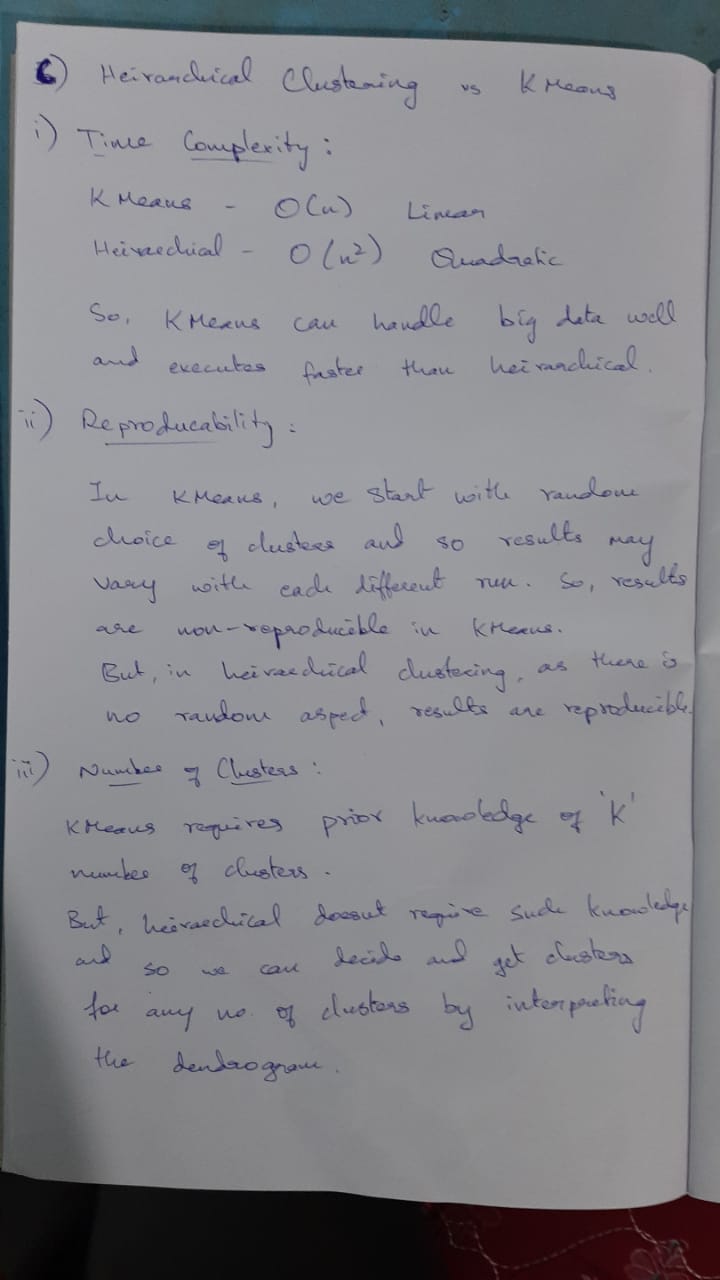 6) Heirarchical Clustering vs K Means
i) Time Complexity :
K Means - O(n) Linear
Heirarchial - O(n²) Quadratic
So, K Means can handle big data well
and executes faster than heirarchical.
ii) Reproducability :
In K Means, we start with random
choice of clusters and so results may
vary with each different run. So, results
are non-reproducible in K Means.
But, in heirarchical clustering, as there is
no random aspect, results are reproducible.
iii) Number of Clusters :
K Means requires prior knowledge of 'K'
number of clusters.
But, heirarchical doesnt require such knowledge
and so we can decide and get clusters
for any no. of clusters by interpreting
the dendrogram.